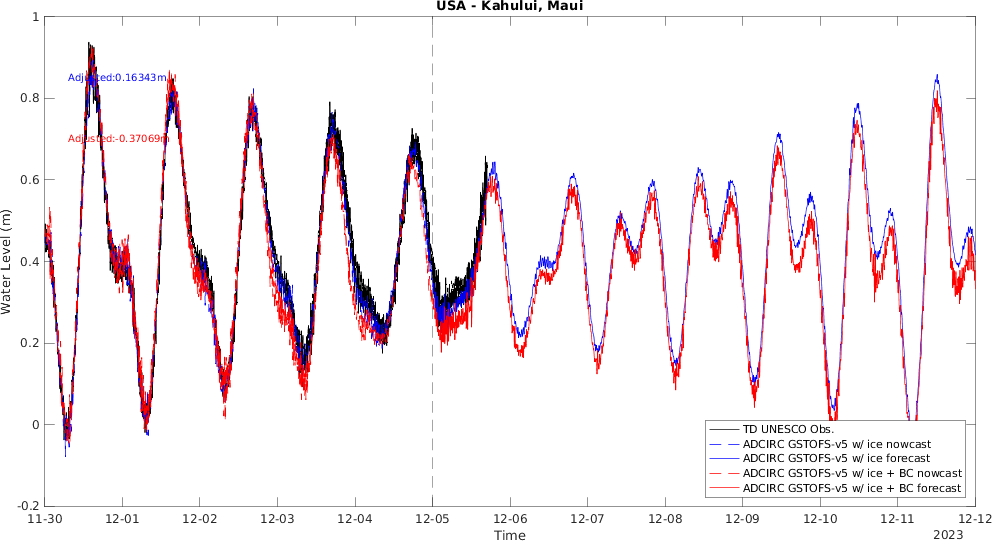 USA - Kahului, Maui
1
0.8
0.6
0.4
0.2
0
-0.2
Water Level (m)
Adjusted:0.16343m
Adjusted:-0.37069m
TD UNESCO Obs.
ADCIRC GSTOFS-v5 w/ ice nowcast
ADCIRC GSTOFS-v5 w/ ice forecast
ADCIRC GSTOFS-v5 w/ ice + BC nowcast
ADCIRC GSTOFS-v5 w/ ice + BC forecast
11-30 12-01 12-02 12-03 12-04 12-05 12-06 12-07 12-08 12-09 12-10 12-11 12-12
Time
2023